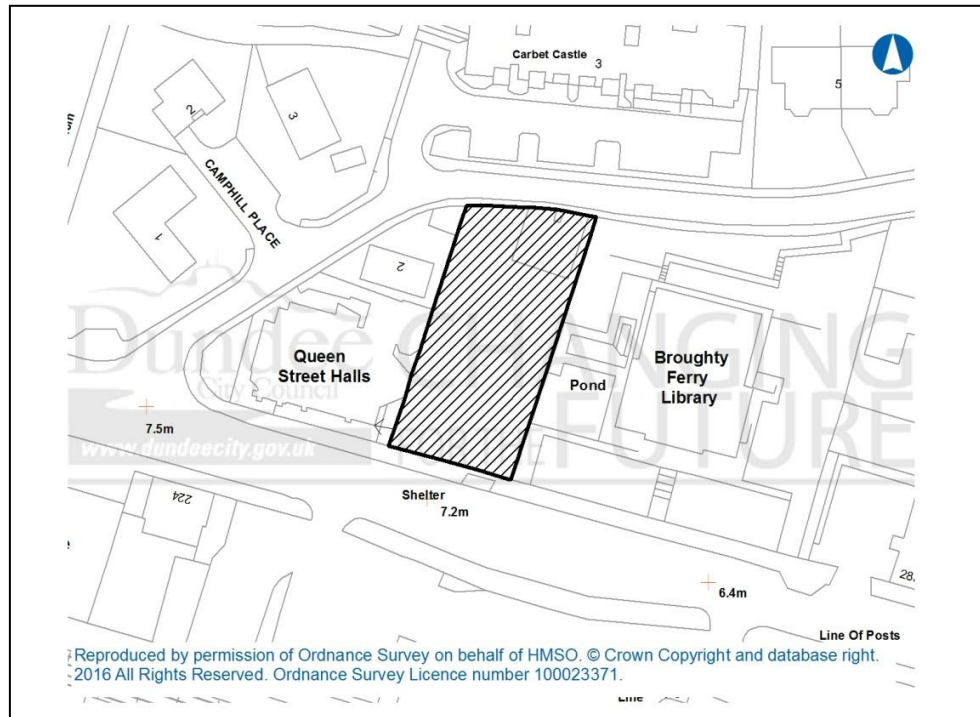 Carbet Castle
3
5
2
3
CAMPHILL PLACE
1
2
Queen
Street Halls
Dundee
City Council
CHANGING
FOR THE
FUTURE
www.dundeecity.gov.uk
Pond
Broughty
Ferry
Library
7.5m
224
Shelter
7.2m
6.4m
Line Of Posts
Reproduced by permission of Ordnance Survey on behalf of HMSO. © Crown Copyright and database right.
2016 All Rights Reserved. Ordnance Survey Licence number 100023371.